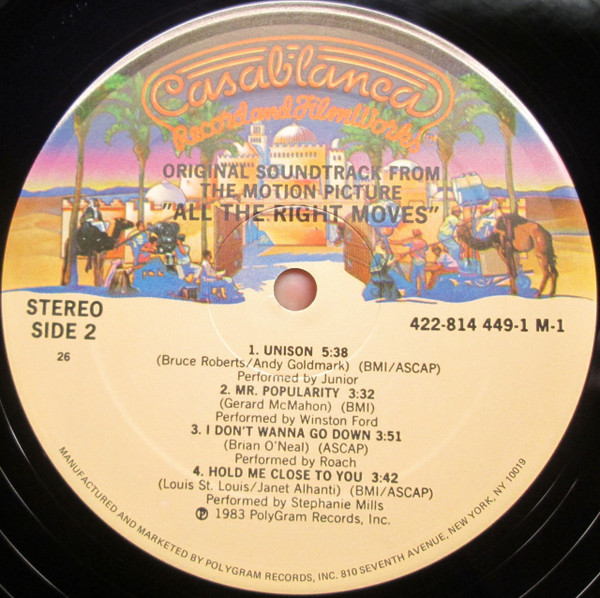 Casablanca
Record and FilmWorks
ORIGINAL SOUNDTRACK FROM
THE MOTION PICTURE
"ALL THE RIGHT MOVES"
STEREO
SIDE 2
26
422-814 449-1 M-1
1. UNISON 5:38
(Bruce Roberts/Andy Goldmark) (BMI/ASCAP)
Performed by Junior
2. MR. POPULARITY 3:32
(Gerard McMahon) (BMI)
Performed by Winston Ford
3. I DON'T WANNA GO DOWN 3:51
(Brian O'Neal) (ASCAP)
Performed by Roach
4. HOLD ME CLOSE TO YOU 3:42
(Louis St. Louis/Janet Alhanti) (BMI/ASCAP)
Performed by Stephanie Mills
℗ 1983 PolyGram Records, Inc.
MANUFACTURED AND MARKETED BY POLYGRAM RECORDS, INC. 810 SEVENTH AVENUE, NEW YORK, N.Y. 10019